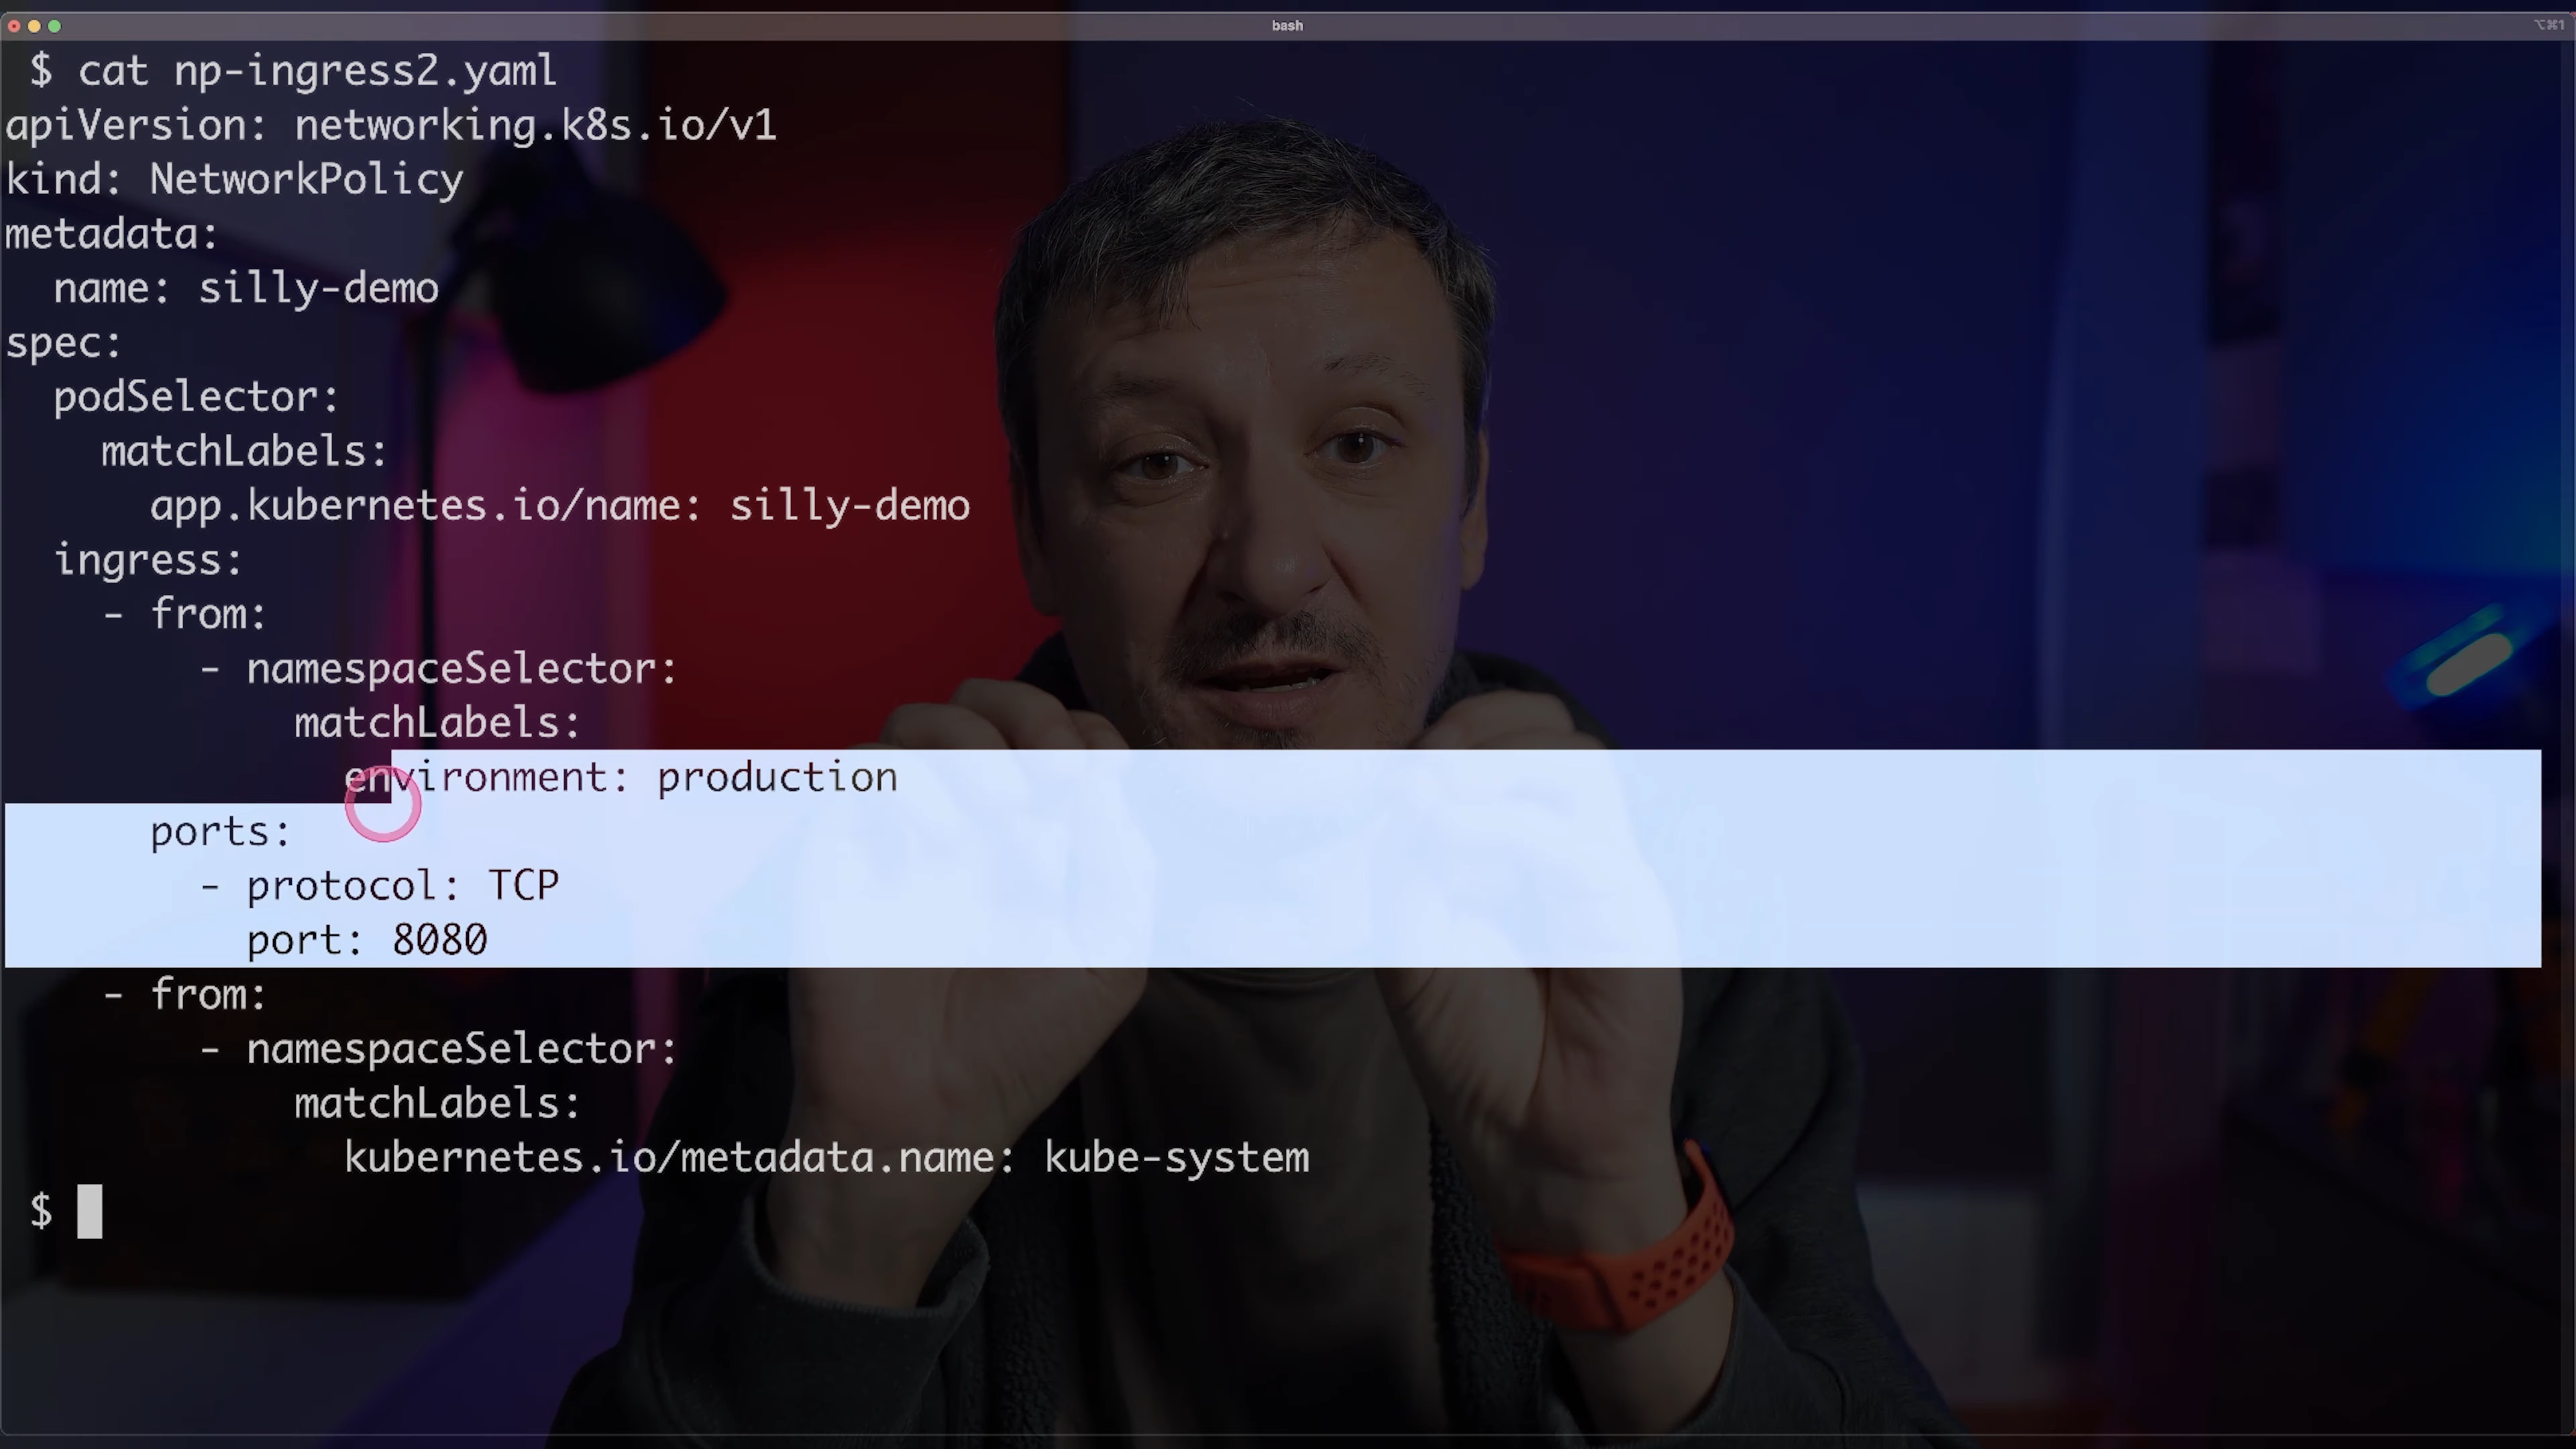 bash
⌥⌘1
$ cat np-ingress2.yaml
apiVersion: networking.k8s.io/v1
kind: NetworkPolicy
metadata:
  name: silly-demo
spec:
  podSelector:
    matchLabels:
      app.kubernetes.io/name: silly-demo
  ingress:
    - from:
        - namespaceSelector:
            matchLabels:
              environment: production
      ports:
        - protocol: TCP
          port: 8080
    - from:
        - namespaceSelector:
            matchLabels:
              kubernetes.io/metadata.name: kube-system
$